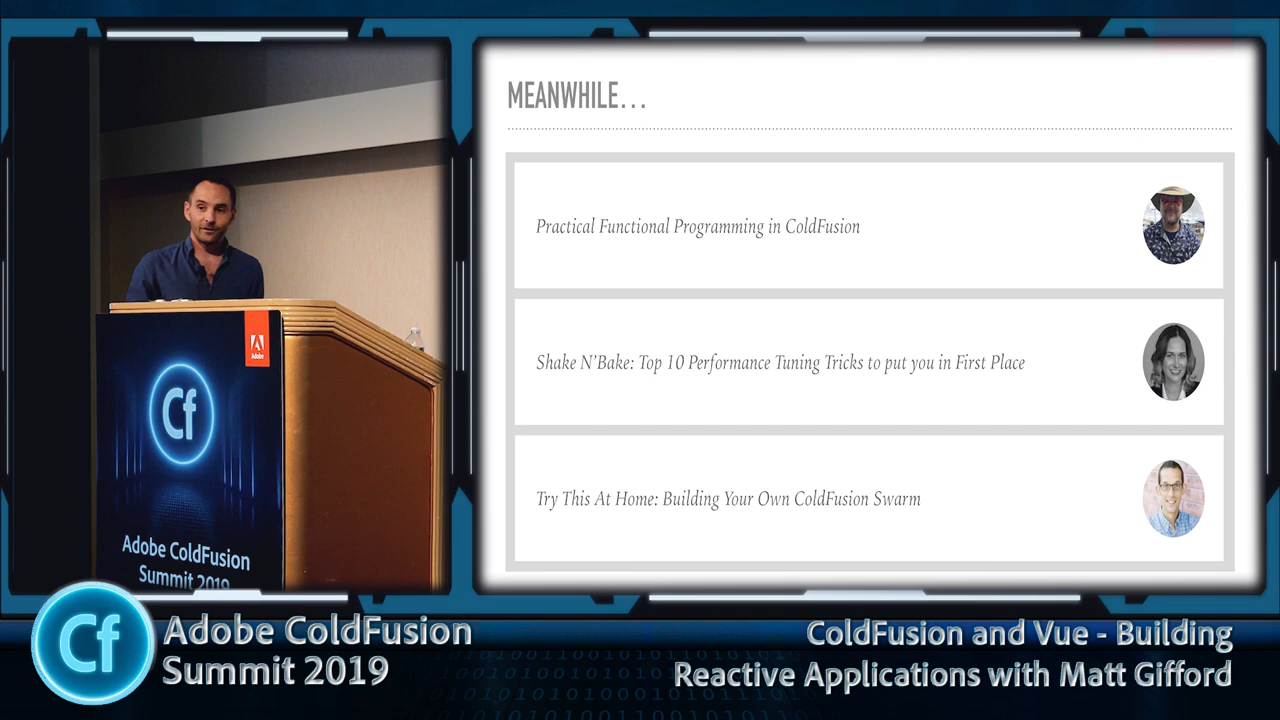 MEANWHILE...
Practical Functional Programming in ColdFusion
Shake N'Bake: Top 10 Performance Tuning Tricks to put you in First Place
Try This At Home: Building Your Own ColdFusion Swarm
Adobe
Cf
Adobe ColdFusion
Summit 2019
Cf
Adobe ColdFusion
Summit 2019
ColdFusion and Vue - Building
Reactive Applications with Matt Gifford